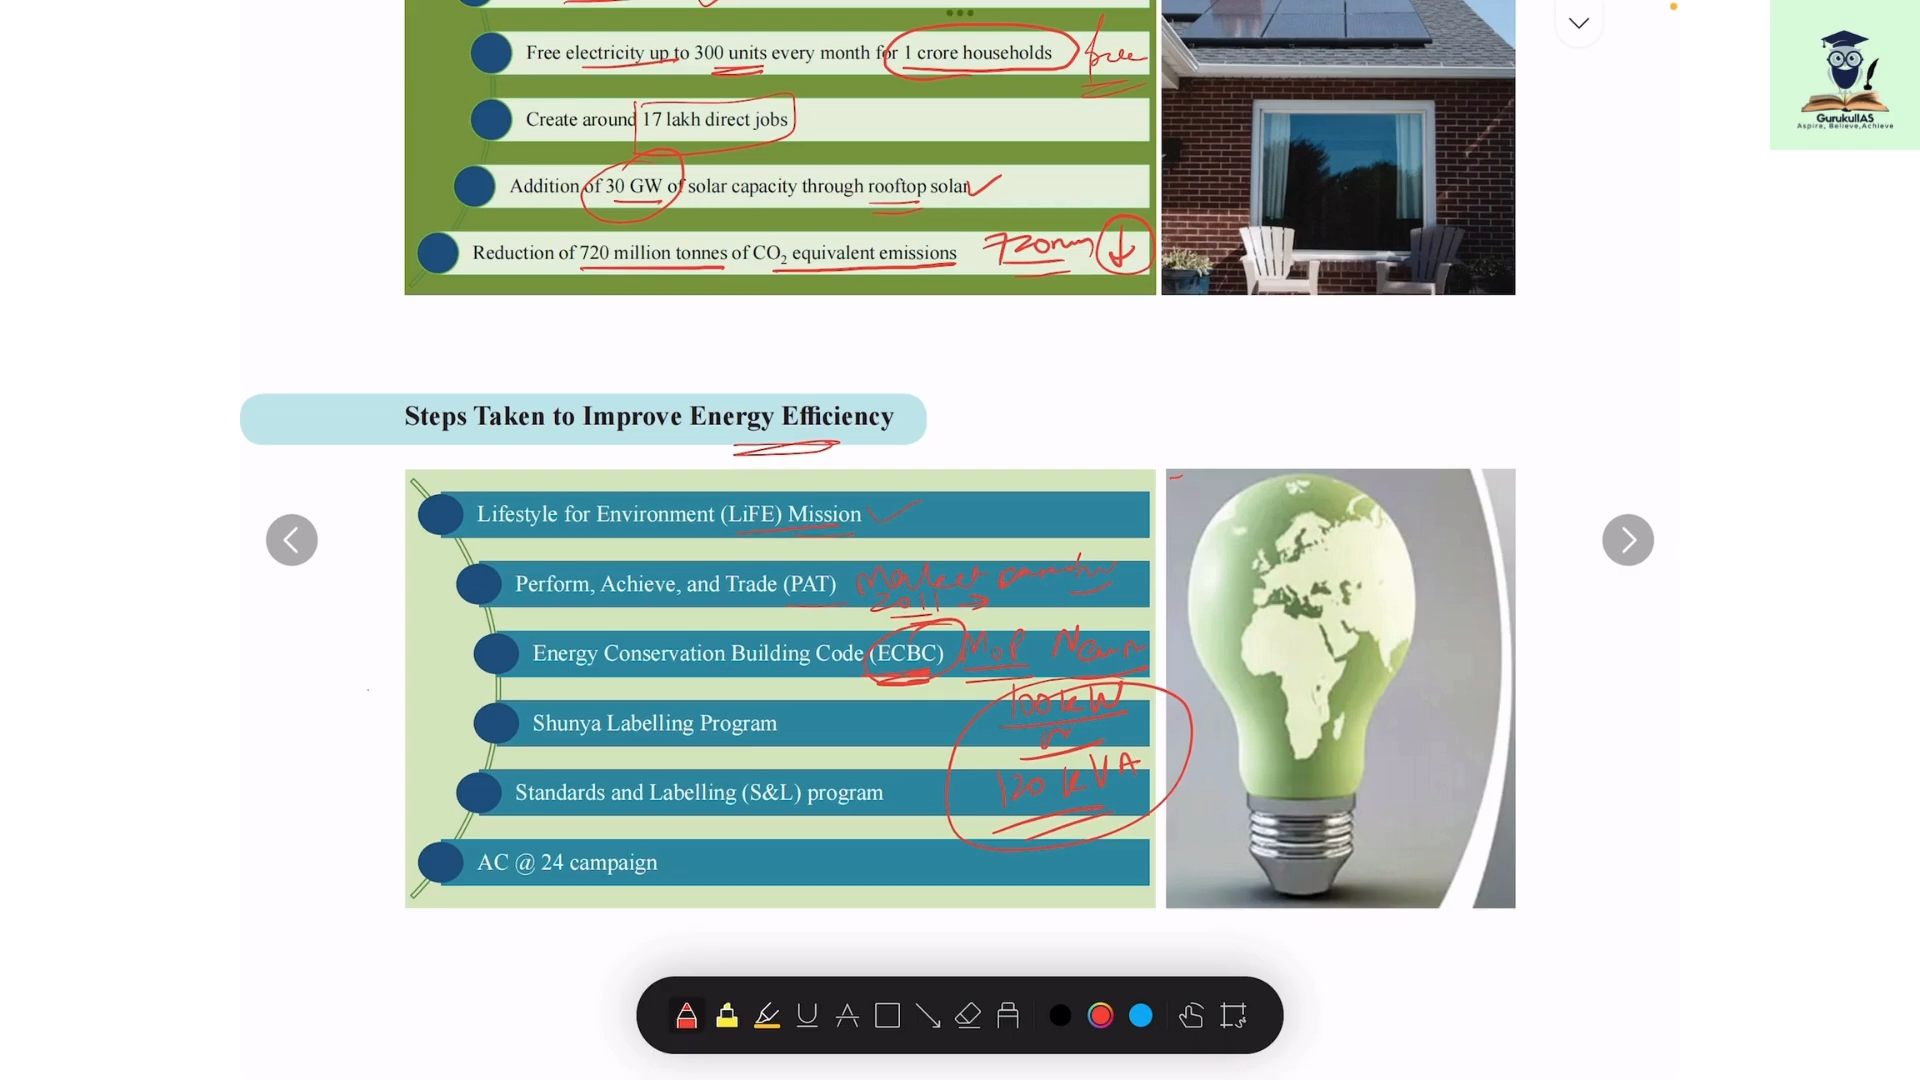 Free electricity up to 300 units every month for 1 crore households free
Create around 17 lakh direct jobs
Addition of 30 GW of solar capacity through rooftop solar
Reduction of 720 million tonnes of CO₂ equivalent emissions
GurukulIAS
Aspire, Believe,Achieve
Steps Taken to Improve Energy Efficiency
Lifestyle for Environment (LiFE) Mission
Perform, Achieve, and Trade (PAT) Market
2011
Energy Conservation Building Code (ECBC) MoP
100kW
or
Shunya Labelling Program
120 kVA
Standards and Labelling (S&L) program
AC @ 24 campaign